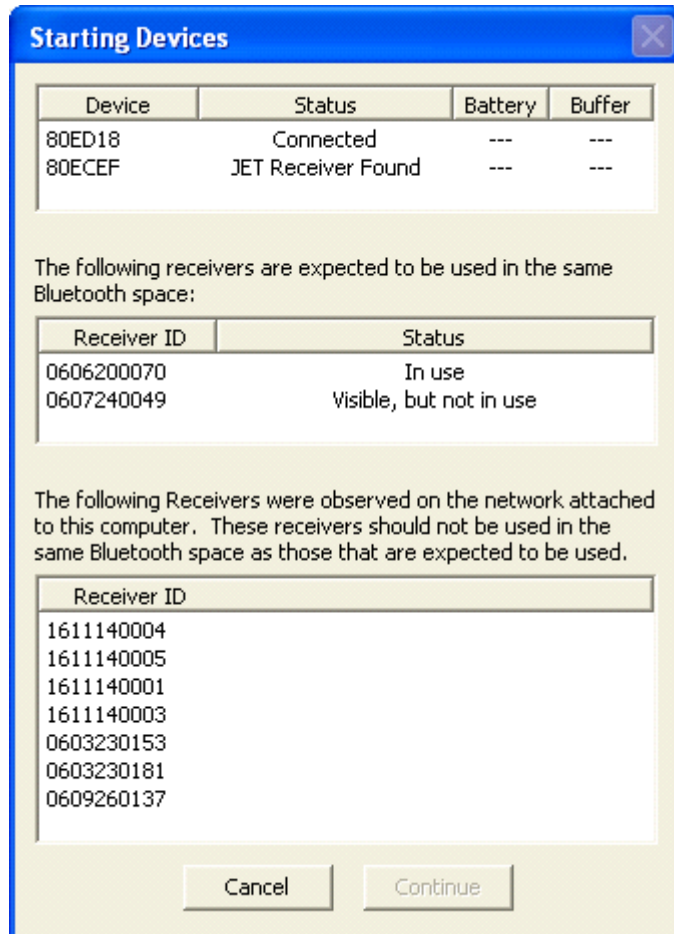 Starting Devices
Device Status Battery Buffer
80ED18 Connected --- ---
80ECEF JET Receiver Found --- ---
The following receivers are expected to be used in the same
Bluetooth space:
Receiver ID Status
0606200070 In use
0607240049 Visible, but not in use
The following Receivers were observed on the network attached
to this computer.  These receivers should not be used in the
same Bluetooth space as those that are expected to be used.
Receiver ID
1611140004
1611140005
1611140001
1611140003
0603230153
0603230181
0609260137
Cancel Continue